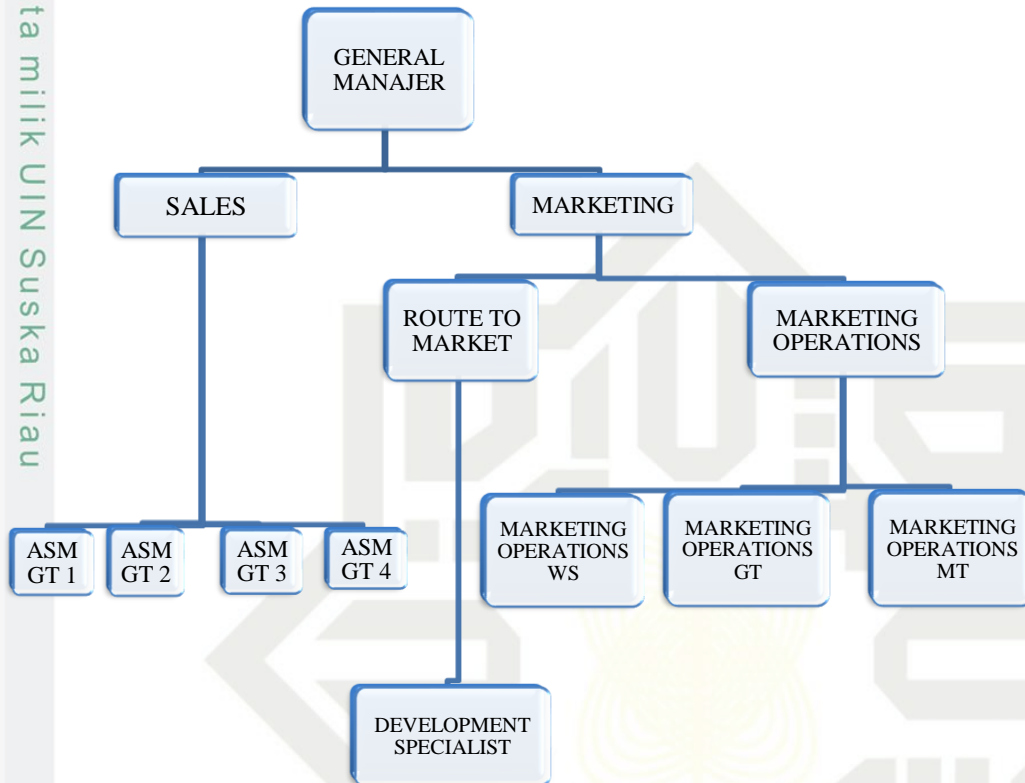 ta milik UIN Suska Riau
GENERAL
MANAJER
SALES
MARKETING
ROUTE TO
MARKET
MARKETING
OPERATIONS
ASM
GT 1
ASM
GT 2
ASM
GT 3
ASM
GT 4
MARKETING
OPERATIONS
WS
MARKETING
OPERATIONS
GT
MARKETING
OPERATIONS
MT
DEVELOPMENT
SPECIALIST